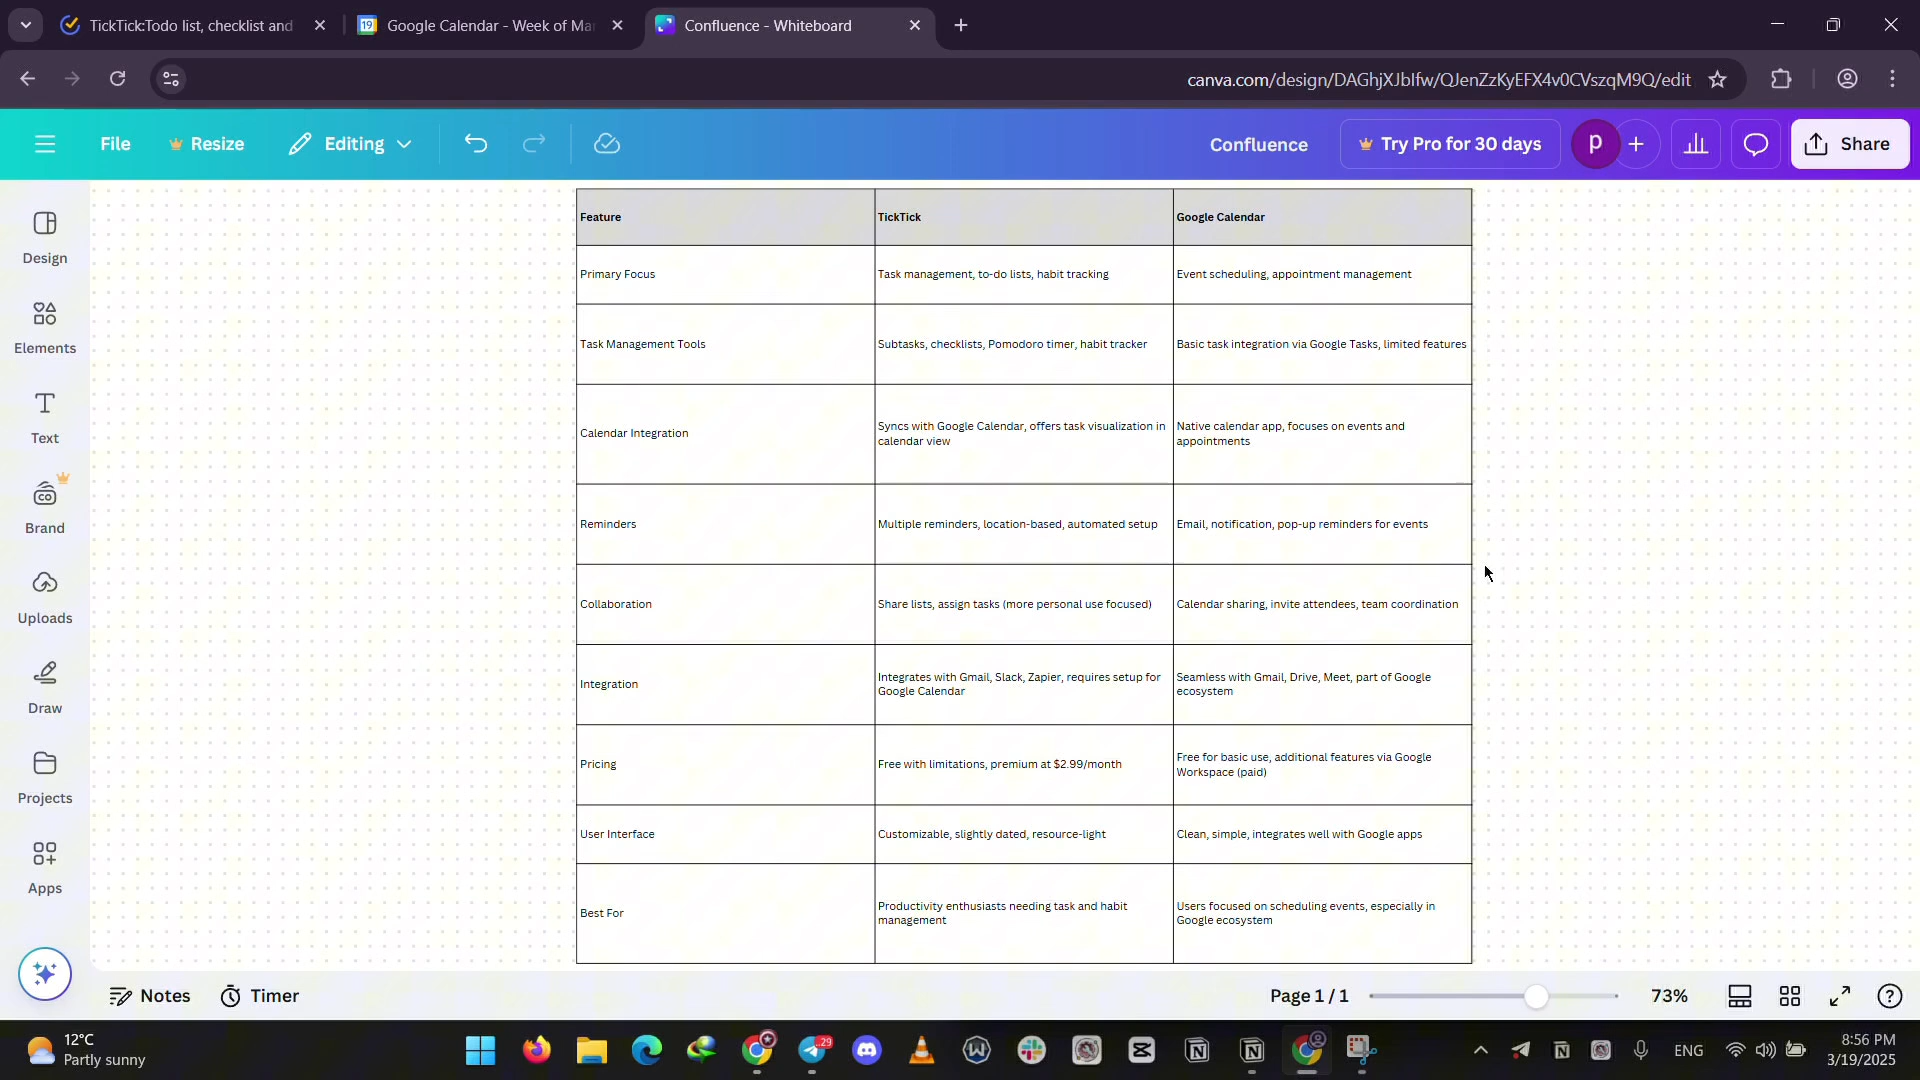 TickTick:Todo list, checklist and
Google Calendar - Week of Ma
Confluence - Whiteboard
canva.com/design/DAGhjXJbIfw/QJenZzKyEFX4v0CVszqM9Q/edit
File
Resize
Editing
Confluence
Try Pro for 30 days
p
Share
Design
Elements
Text
Brand
Uploads
Draw
Projects
Apps
Feature
TickTick
Google Calendar
Primary Focus
Task management, to-do lists, habit tracking
Event scheduling, appointment management
Task Management Tools
Subtasks, checklists, Pomodoro timer, habit tracker
Basic task integration via Google Tasks, limited features
Calendar Integration
Syncs with Google Calendar, offers task visualization in
calendar view
Native calendar app, focuses on events and
appointments
Reminders
Multiple reminders, location-based, automated setup
Email, notification, pop-up reminders for events
Collaboration
Share lists, assign tasks (more personal use focused)
Calendar sharing, invite attendees, team coordination
Integration
Integrates with Gmail, Slack, Zapier, requires setup for
Google Calendar
Seamless with Gmail, Drive, Meet, part of Google
ecosystem
Pricing
Free with limitations, premium at $2.99/month
Free for basic use, additional features via Google
Workspace (paid)
User Interface
Customizable, slightly dated, resource-light
Clean, simple, integrates well with Google apps
Best For
Productivity enthusiasts needing task and habit
management
Users focused on scheduling events, especially in
Google ecosystem
Notes
Timer
Page 1 / 1
73%
12°C
Partly sunny
29
ENG
8:56 PM
3/19/2025